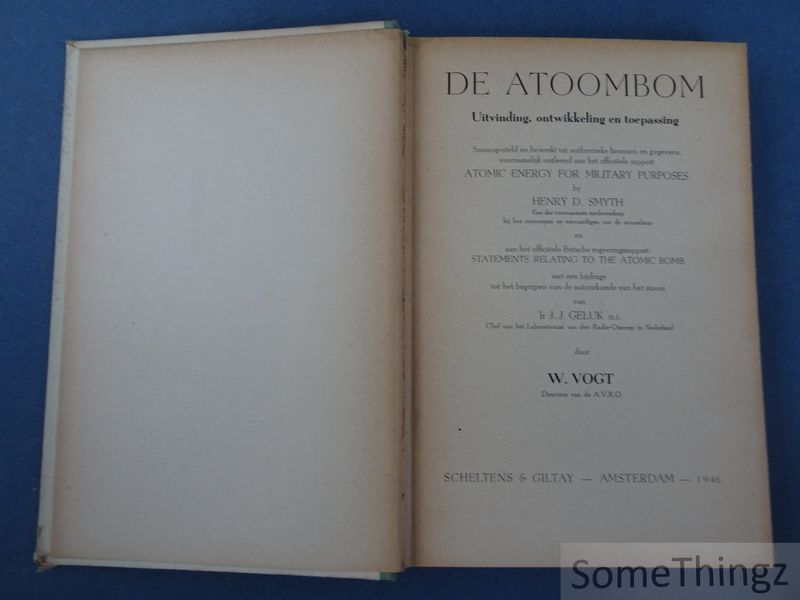 DE ATOOMBOM
Uitvinding, ontwikkeling en toepassing
Samengesteld en bewerkt uit authentieke bronnen en gegevens,
voornamelijk ontleend aan het officiëele rapport
ATOMIC ENERGY FOR MILITARY PURPOSES
by
HENRY D. SMYTH
Een der voornaamste medewerkers
bij het ontwerpen en vervaardigen van de atoombom
en
aan het officiëele Britsche regeeringsrapport
STATEMENTS RELATING TO THE ATOMIC BOMB
met een bijdrage
tot het begrijpen van de natuurkunde van het atoom
van
Ir J. J. GELUK n.i.
Chef van het Laboratorium van den Radio-Omroep in Nederland
door
W. VOGT
Directeur van de A.V.R.O.
SCHELTENS & GILTAY — AMSTERDAM — 1946
SomeThingz